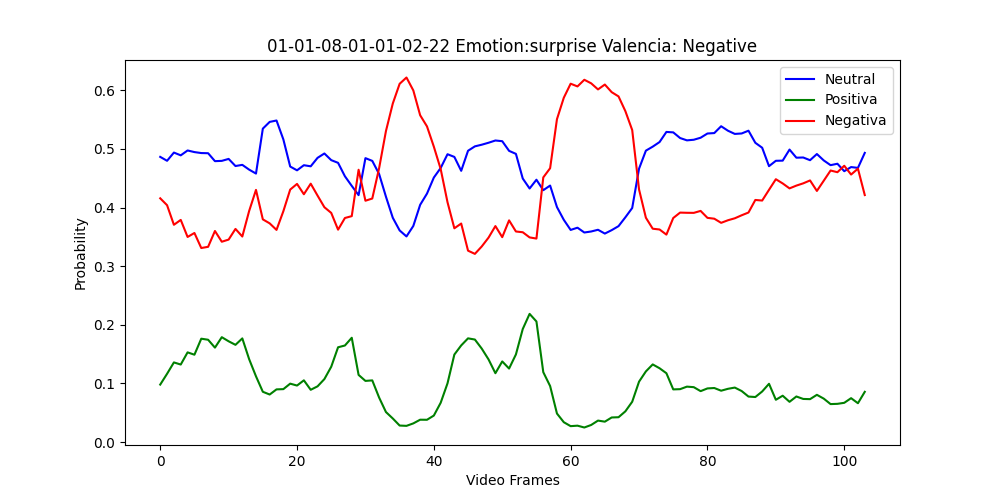 01-01-08-01-01-02-22 Emotion:surprise Valencia: Negative
Neutral
Positiva
Negativa
Probability
0.6
0.5
0.4
0.3
0.2
0.1
0.0
0 20 40 60 80 100
Video Frames